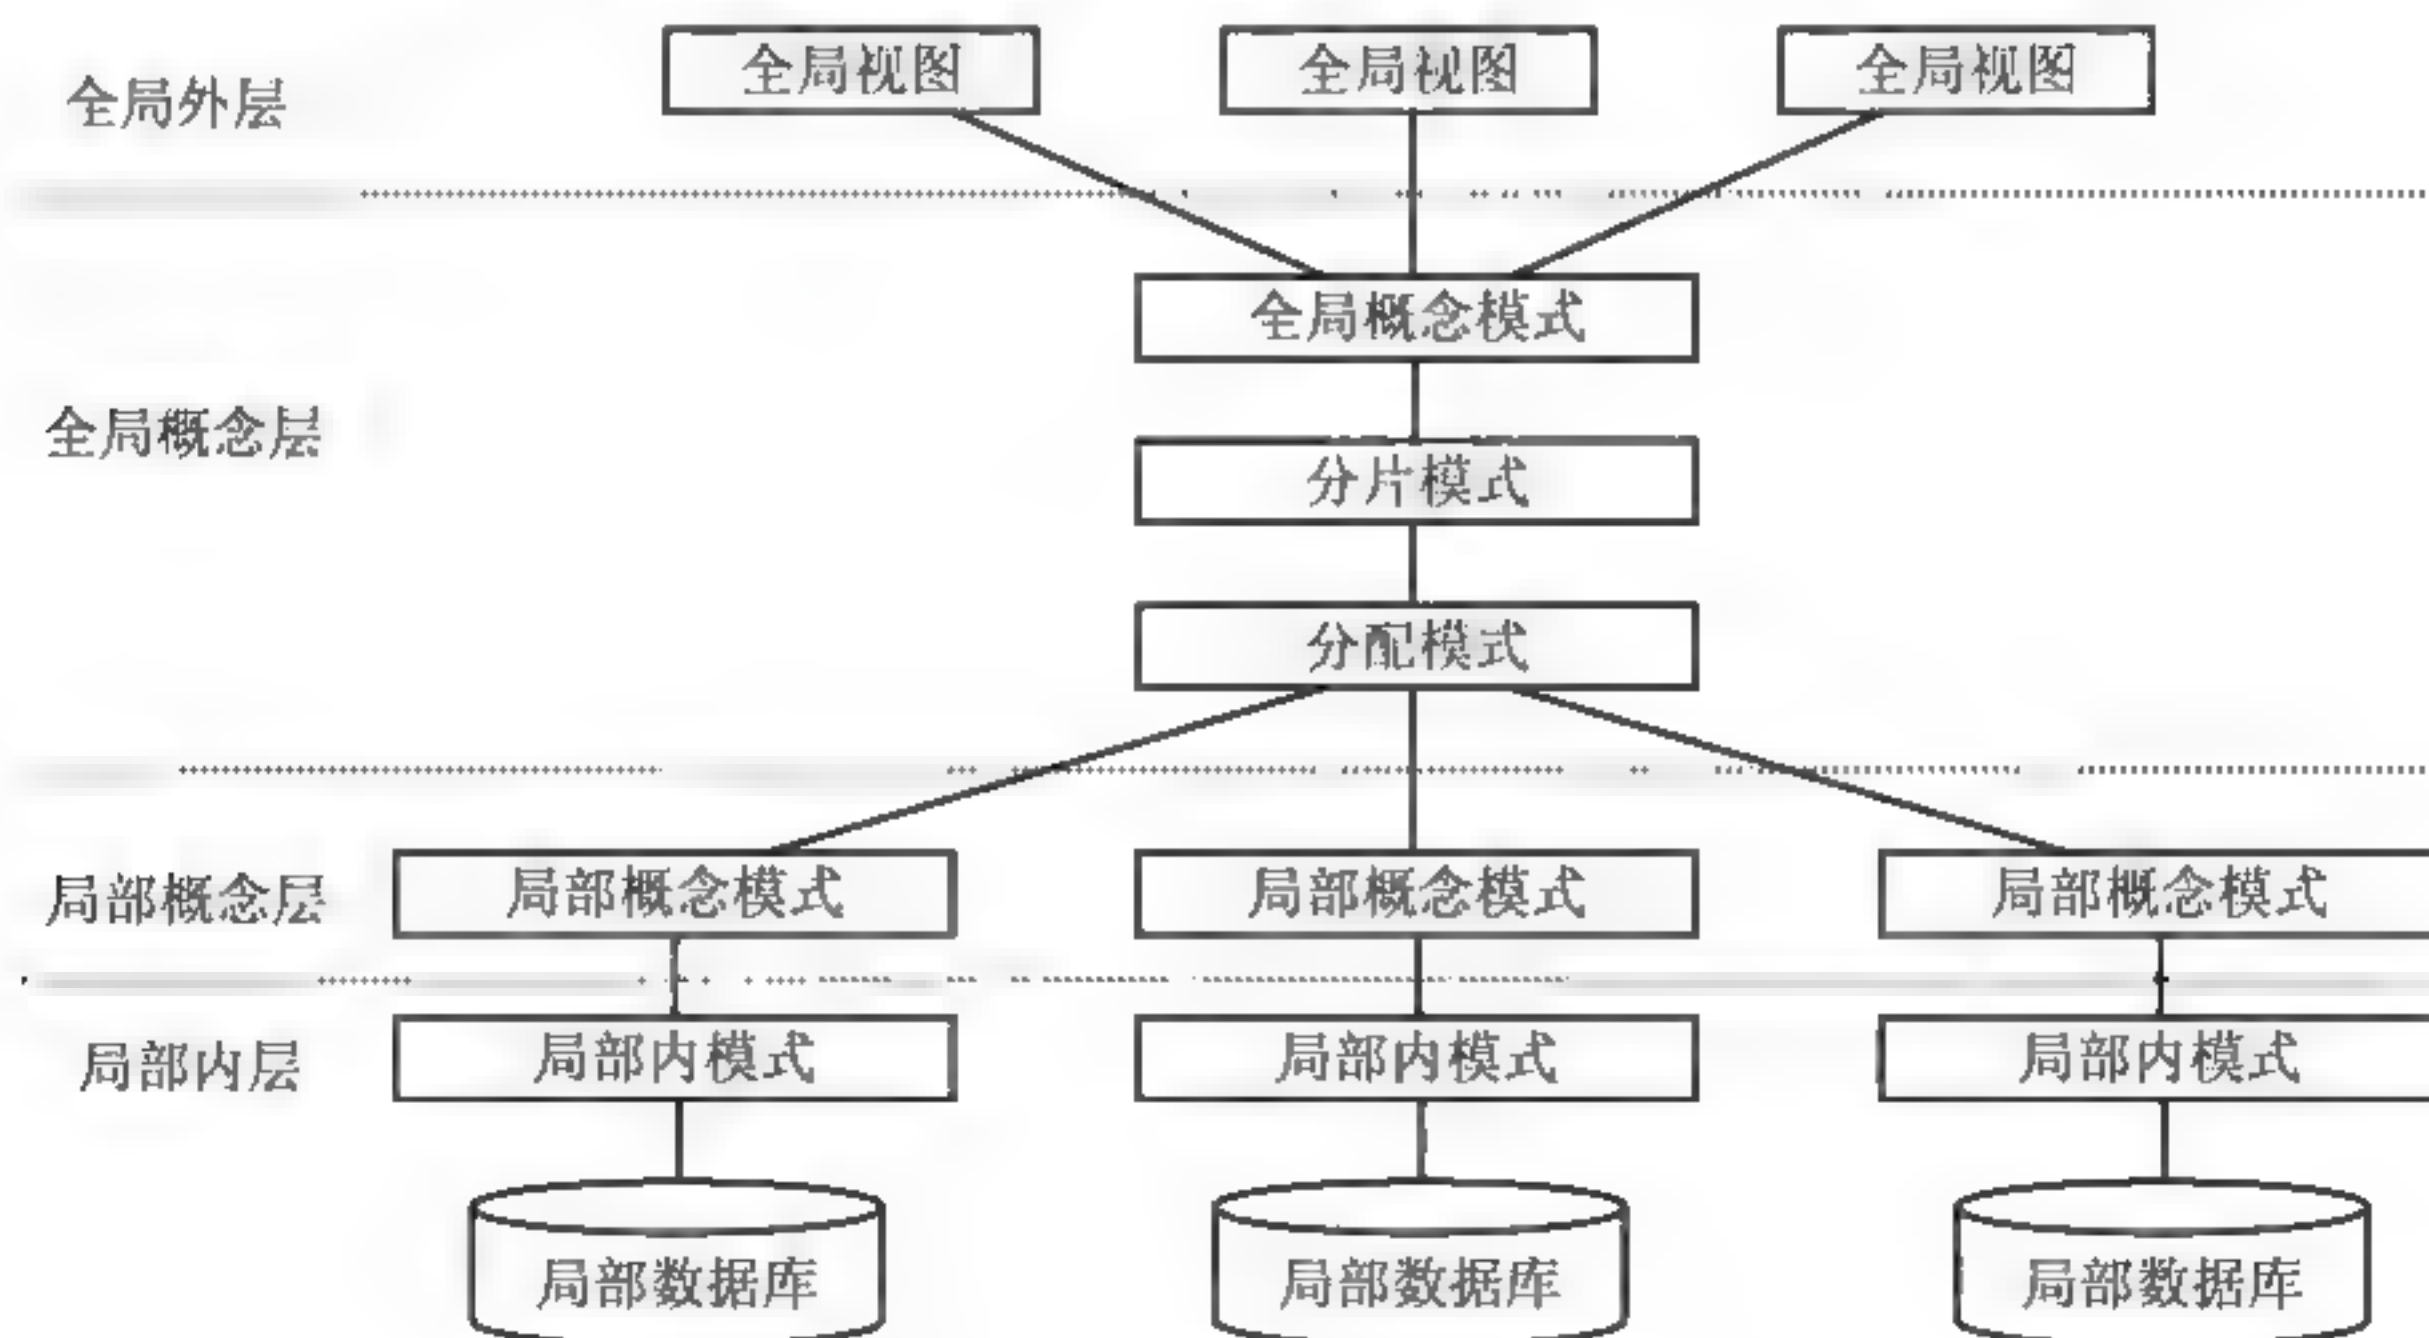 全局外层
全局视图
全局视图
全局视图
全局概念模式
全局概念层
分片模式
分配模式
局部概念层
局部概念模式
局部概念模式
局部概念模式
局部内层
局部内模式
局部内模式
局部内模式
局部数据库
局部数据库
局部数据库